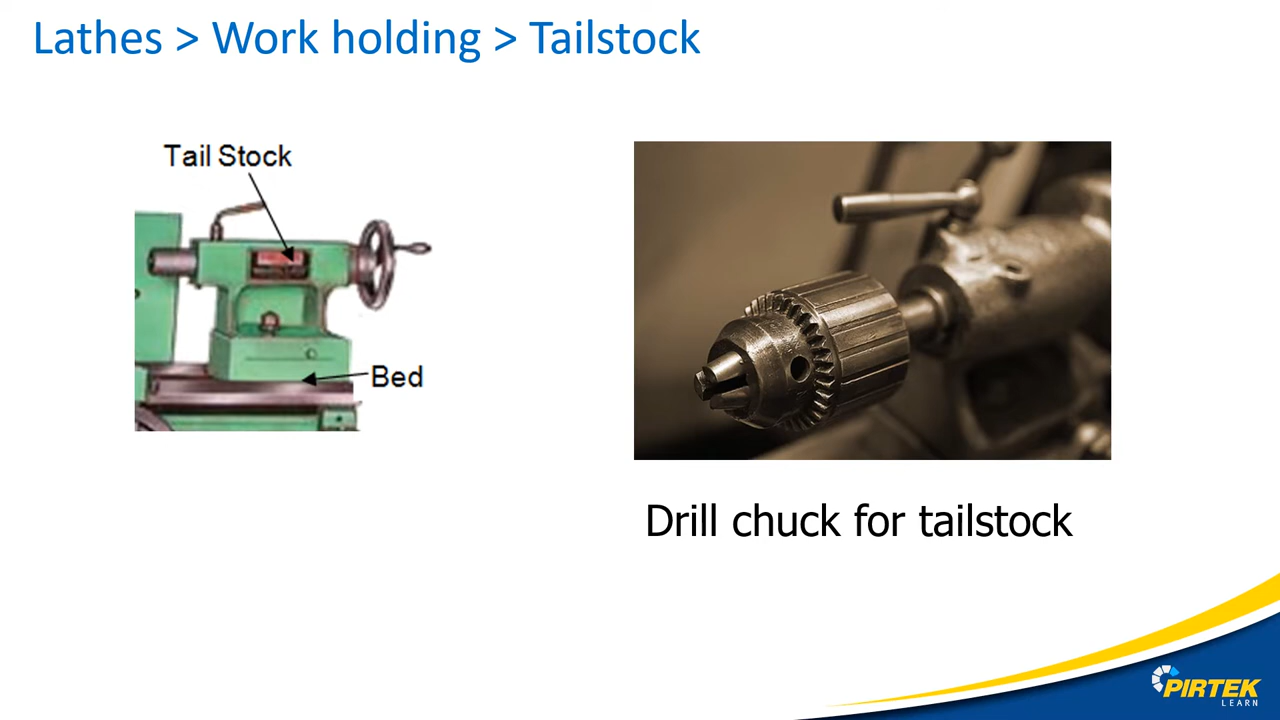 Lathes > Work holding > Tailstock
Tail Stock
Bed
Drill chuck for tailstock
PIRTEK
LEARN